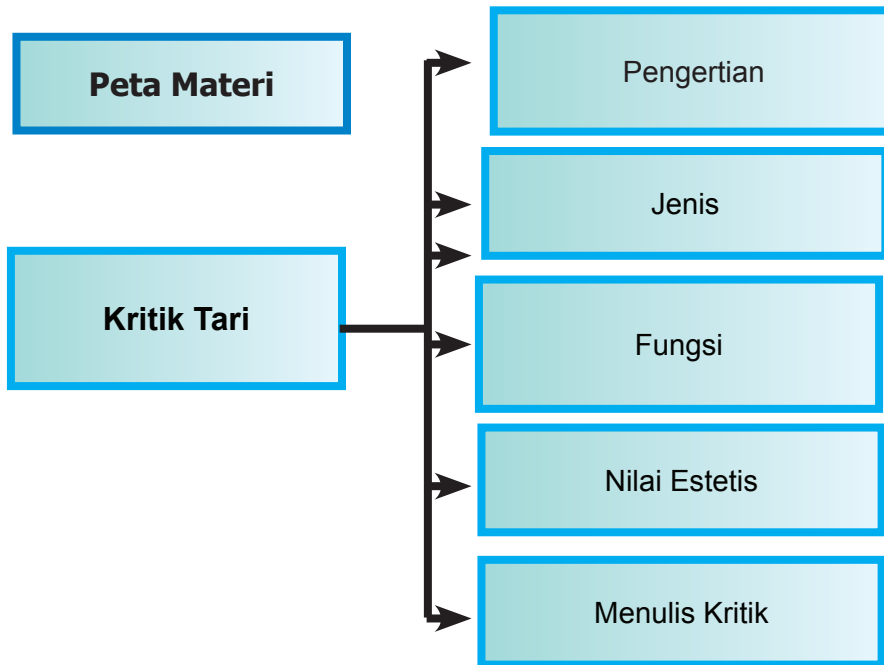 Peta Materi
Kritik Tari
Pengertian
Jenis
Fungsi
Nilai Estetis
Menulis Kritik